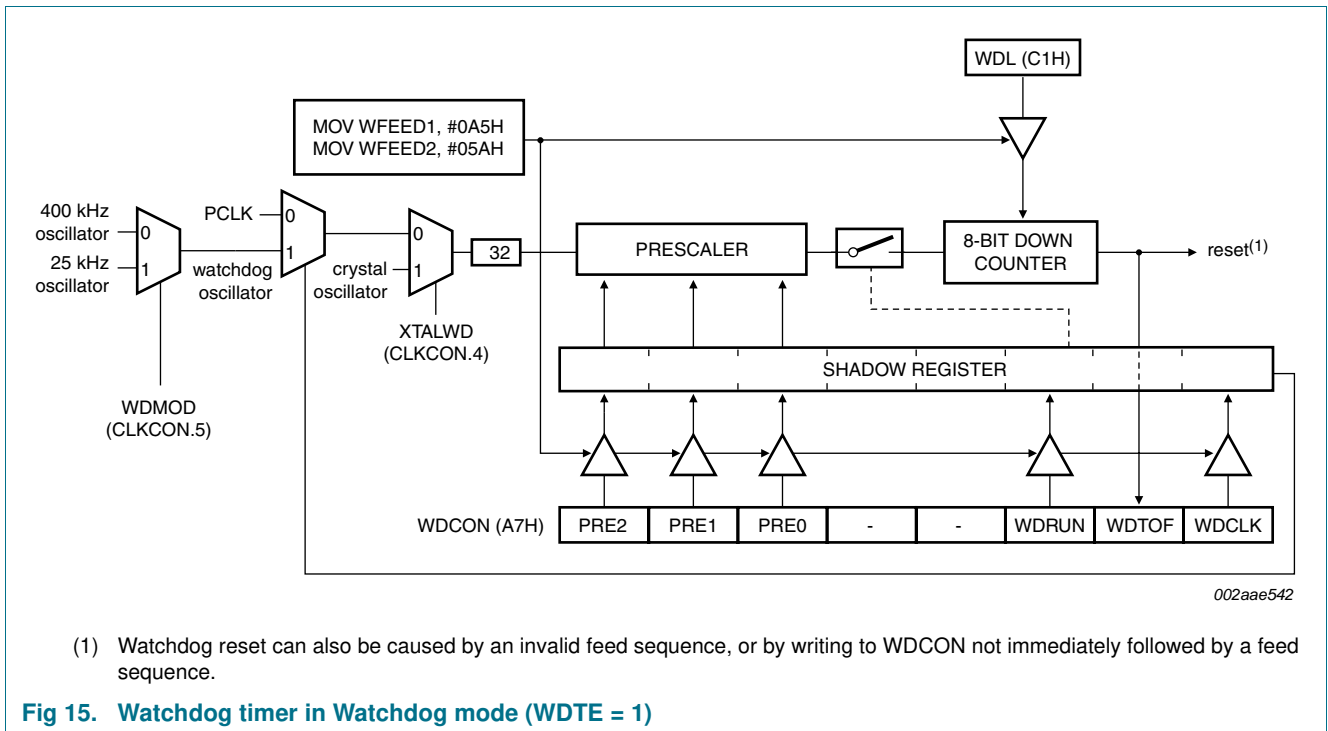 WDL (C1H)
MOV WFEED1, #0A5H
MOV WFEED2, #05AH
400 kHz
oscillator
25 kHz
oscillator
0
1
PCLK
0
1
watchdog
oscillator
0
1
crystal
oscillator
32
PRESCALER
8-BIT DOWN
COUNTER
reset(1)
XTALWD
(CLKCON.4)
WDMOD
(CLKCON.5)
SHADOW REGISTER
WDCON (A7H) PRE2 PRE1 PRE0 - - WDRUN WDTOF WDCLK
002aae542
(1) Watchdog reset can also be caused by an invalid feed sequence, or by writing to WDCON not immediately followed by a feed
sequence.
Fig 15. Watchdog timer in Watchdog mode (WDTE = 1)